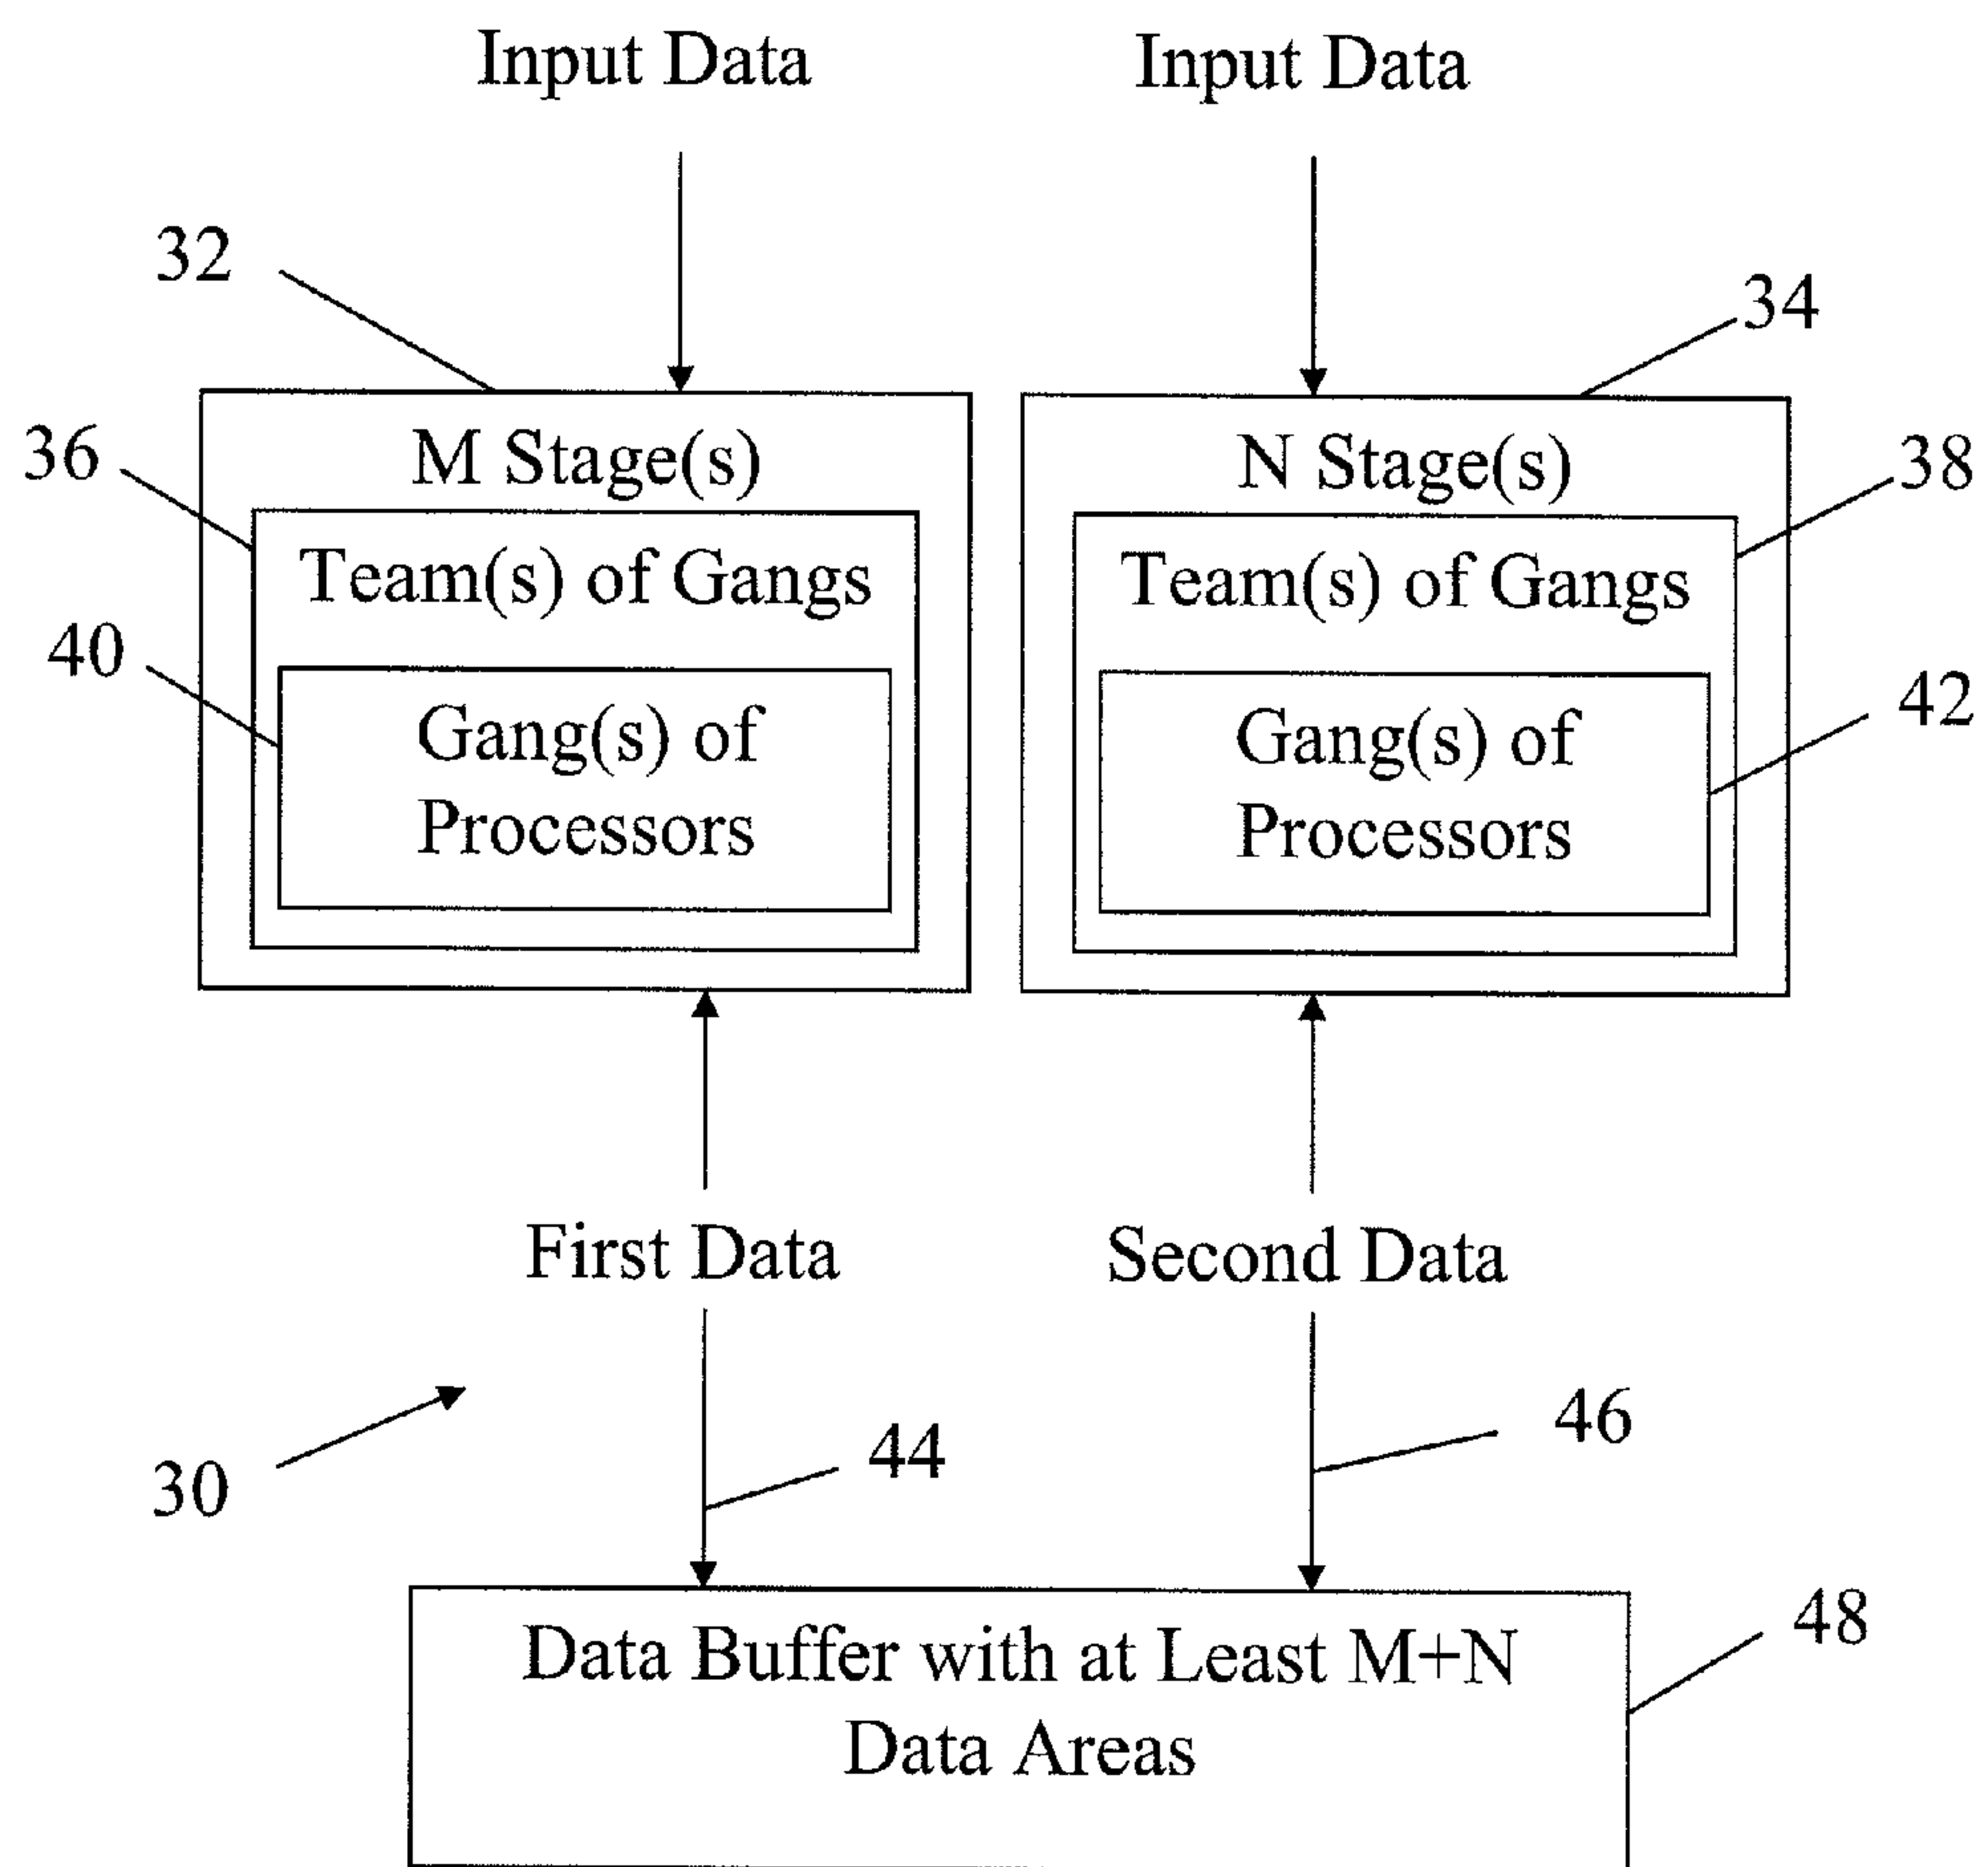 Input Data
Input Data
32
34
M Stage(s)
N Stage(s)
36
38
Team(s) of Gangs
Team(s) of Gangs
40
42
Gang(s) of
Processors
Gang(s) of
Processors
First Data
Second Data
30
44
46
48
Data Buffer with at Least M+N
Data Areas